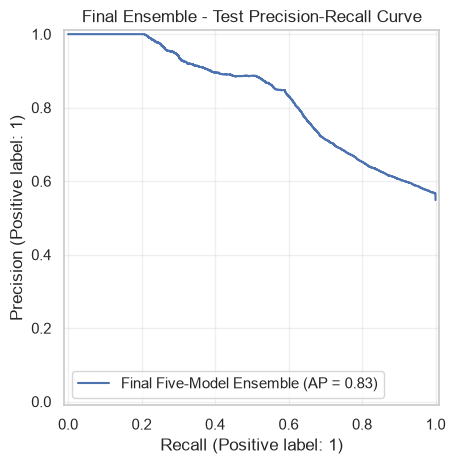 Final Ensemble - Test Precision-Recall Curve
1.0
0.8
0.6
0.4
0.2
0.0
Precision (Positive label: 1)
Final Five-Model Ensemble (AP = 0.83)
0.0 0.2 0.4 0.6 0.8 1.0
Recall (Positive label: 1)